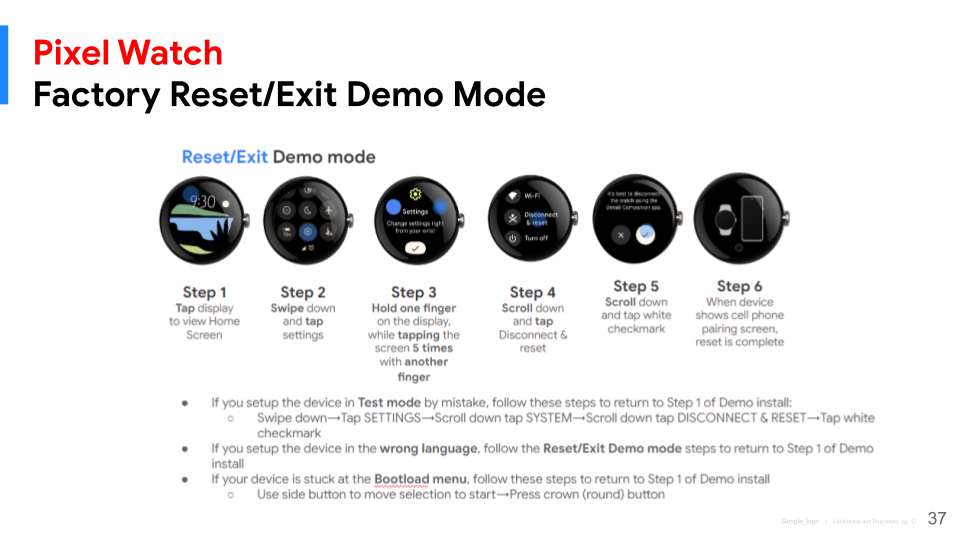 Pixel Watch
Factory Reset/Exit Demo Mode
Reset/Exit Demo mode
9:30
Settings
Change settings right
from your wrist
Wi-Fi
Disconnect
& reset
Turn off
It's best to disconnect
the watch using the
companion app.
Step 1
Tap display
to view Home
Screen
Step 2
Swipe down
and tap
settings
Step 3
Hold one finger
on the display,
while tapping the
screen 5 times
with another
finger
Step 4
Scroll down
and tap
Disconnect &
reset
Step 5
Scroll down
and tap white
checkmark
Step 6
When device
shows cell phone
pairing screen,
reset is complete
● If you setup the device in Test mode by mistake, follow these steps to return to Step 1 of Demo install:
○ Swipe down→Tap SETTINGS→Scroll down tap SYSTEM→Scroll down tap DISCONNECT & RESET→Tap white
checkmark
● If you setup the device in the wrong language, follow the Reset/Exit Demo mode steps to return to Step 1 of Demo
install
● If your device is stuck at the Bootload menu, follow these steps to return to Step 1 of Demo install
○ Use side button to move selection to start→Press crown (round) button
Google_logo | Confidential and Proprietary pg. 37
37